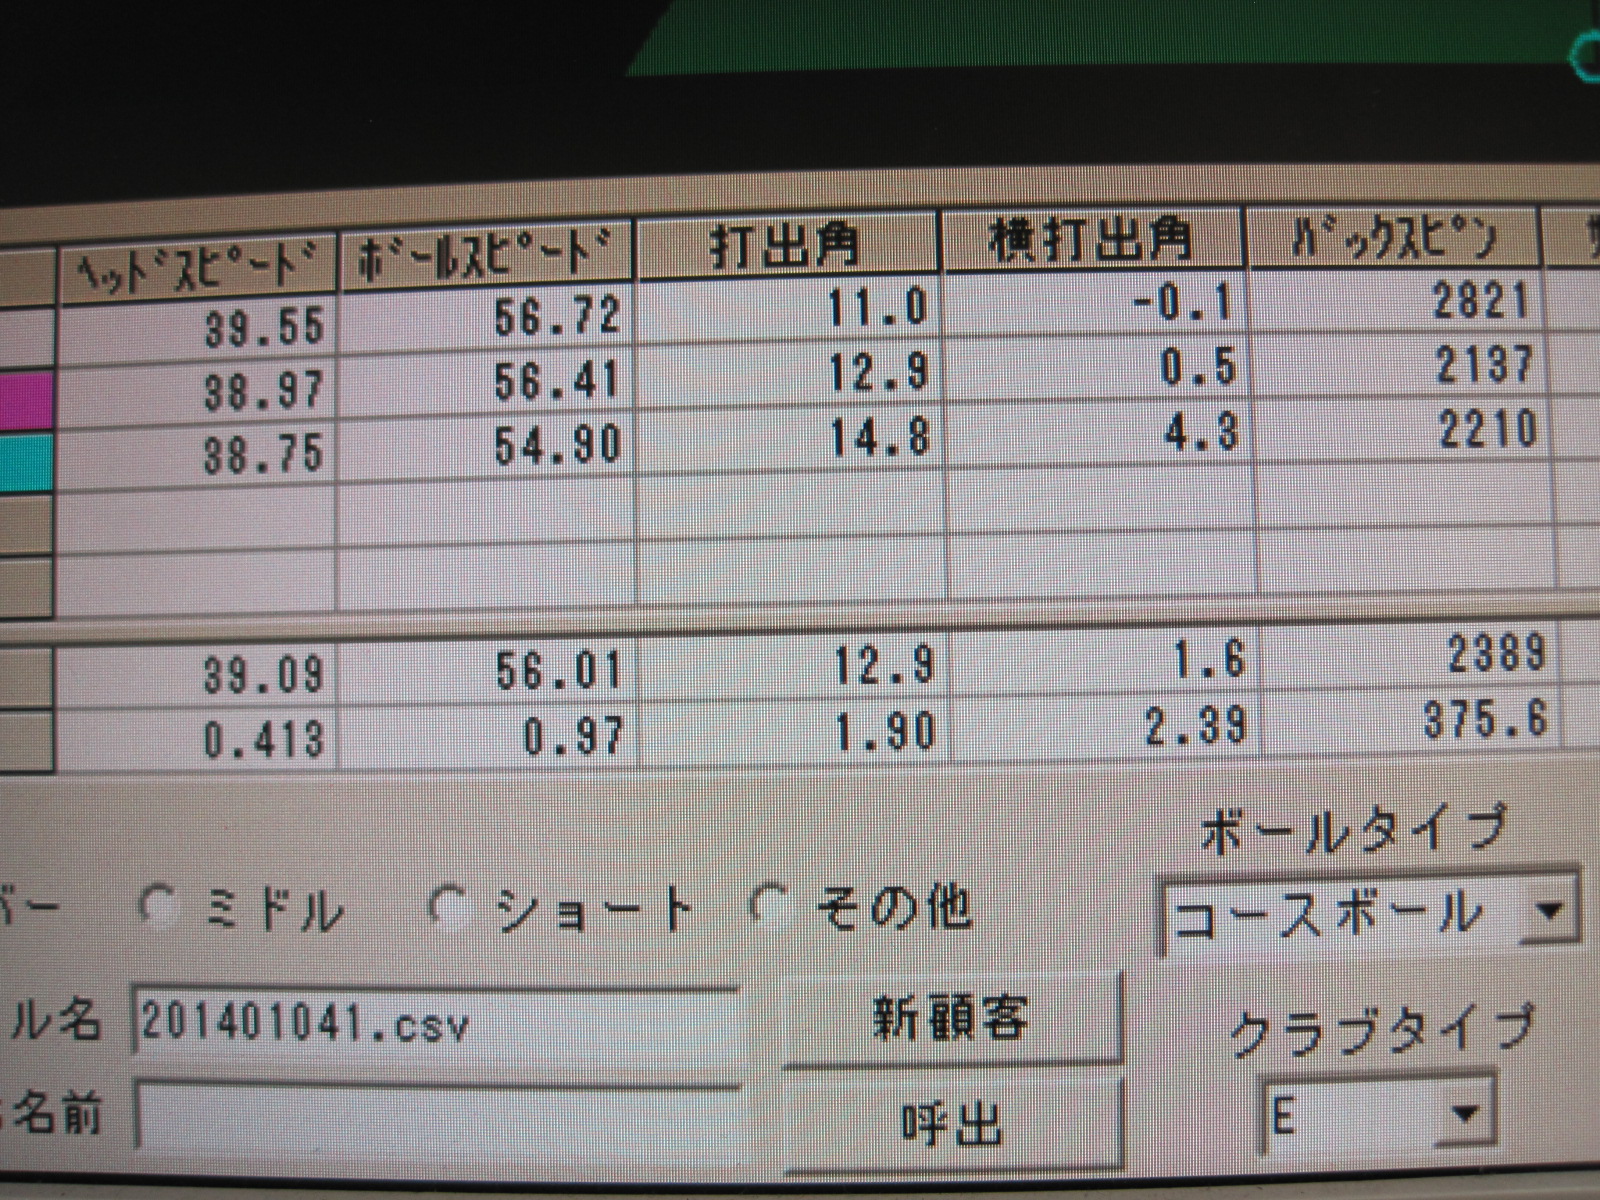 ﾍｯﾄﾞｽﾋﾟｰﾄﾞ ﾎﾞｰﾙｽﾋﾟｰﾄﾞ 打出角 横打出角 ﾊﾞｯｸｽﾋﾟﾝ
39.55 56.72 11.0 -0.1 2821
38.97 56.41 12.9 0.5 2137
38.75 54.90 14.8 4.3 2210
39.09 56.01 12.9 1.6 2389
0.413 0.97 1.90 2.39 375.6
ボールタイプ
バー ミドル ショート その他 コースボール
ル名 201401041.csv 新顧客 クラブタイプ
名前 呼出 E